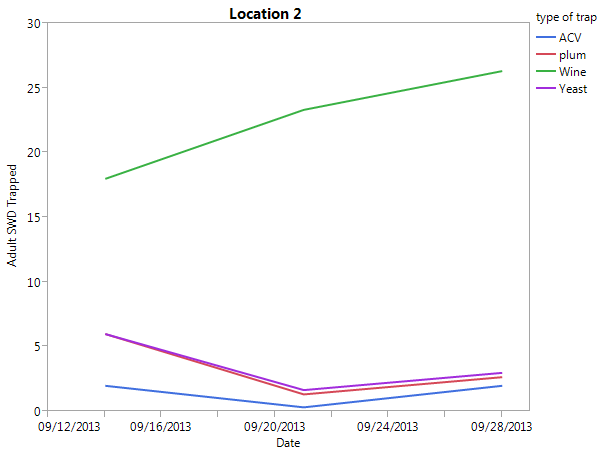 Location 2
type of trap
ACV
plum
Wine
Yeast
Adult SWD Trapped
30
25
20
15
10
5
0
09/12/2013 09/16/2013 09/20/2013 09/24/2013 09/28/2013
Date